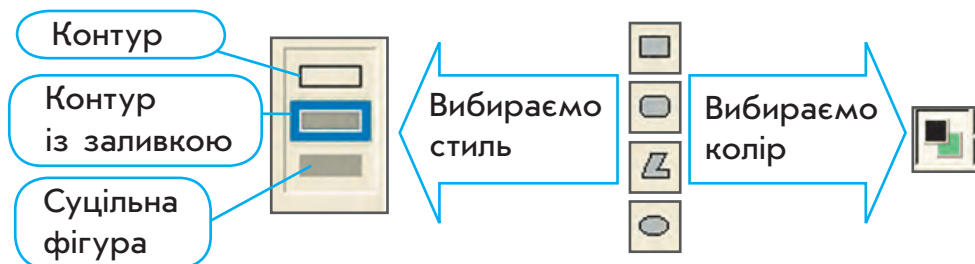 Контур
Контур
із заливкою
Суцільна
фігура
Вибираємо
стиль
Вибираємо
колір